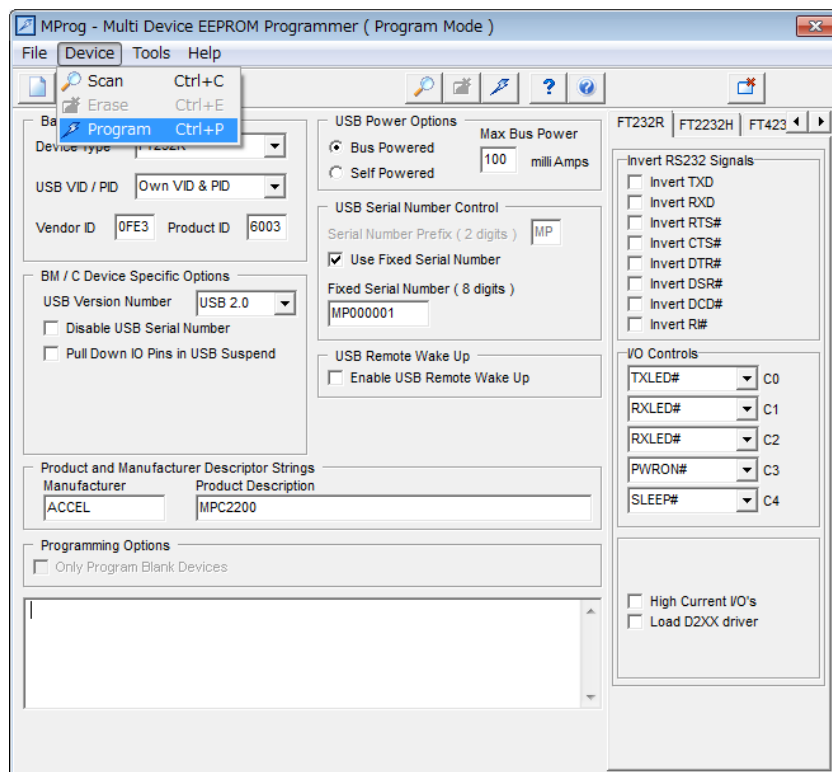 MProg - Multi Device EEPROM Programmer ( Program Mode )
File Device Tools Help
Scan Ctrl+C
Erase Ctrl+E
Program Ctrl+P
Ba
Device Type FT232R
USB VID / PID Own VID & PID
Vendor ID 0FE3 Product ID 6003
BM / C Device Specific Options
USB Version Number USB 2.0
Disable USB Serial Number
Pull Down IO Pins in USB Suspend
USB Power Options
Max Bus Power
Bus Powered
100 milli Amps
Self Powered
USB Serial Number Control
Serial Number Prefix ( 2 digits ) MP
Use Fixed Serial Number
Fixed Serial Number ( 8 digits )
MP000001
USB Remote Wake Up
Enable USB Remote Wake Up
Product and Manufacturer Descriptor Strings
Manufacturer Product Description
ACCEL MPC2200
Programming Options
Only Program Blank Devices
FT232R FT2232H FT423
Invert RS232 Signals
Invert TXD
Invert RXD
Invert RTS#
Invert CTS#
Invert DTR#
Invert DSR#
Invert DCD#
Invert RI#
I/O Controls
TXLED# C0
RXLED# C1
RXLED# C2
PWRON# C3
SLEEP# C4
High Current I/O's
Load D2XX driver